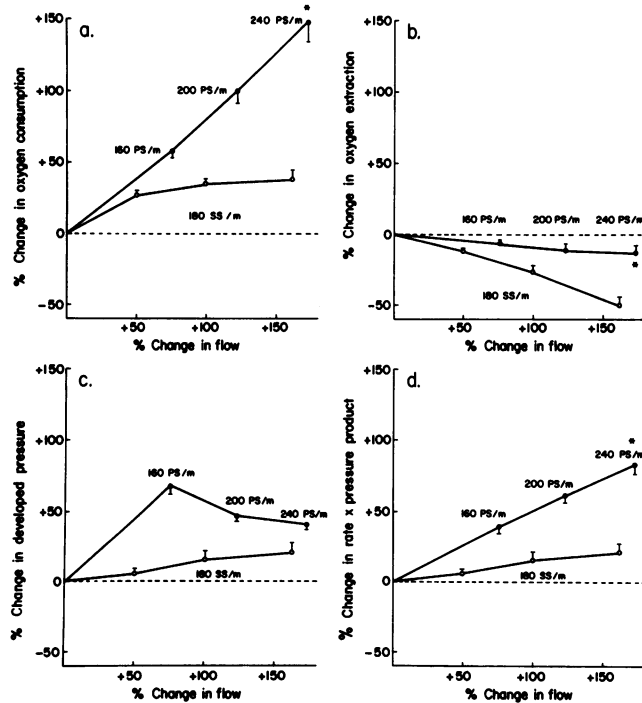 a.
% Change in oxygen consumption
+150
+100
+50
0
-50
240 PS/m
*
200 PS/m
160 PS/m
180 SS/m
+50 +100 +150
% Change in flow
b.
% Change in oxygen extraction
+150
+100
+50
0
-50
160 PS/m 200 PS/m 240 PS/m
*
180 SS/m
+50 +100 +150
% Change in flow
c.
% Change in developed pressure
+150
+100
+50
0
-50
160 PS/m
200 PS/m
240 PS/m
180 SS/m
+50 +100 +150
% Change in flow
d.
% Change in rate x pressure product
+150
+100
+50
0
-50
*
240 PS/m
200 PS/m
160 PS/m
180 SS/m
+50 +100 +150
% Change in flow